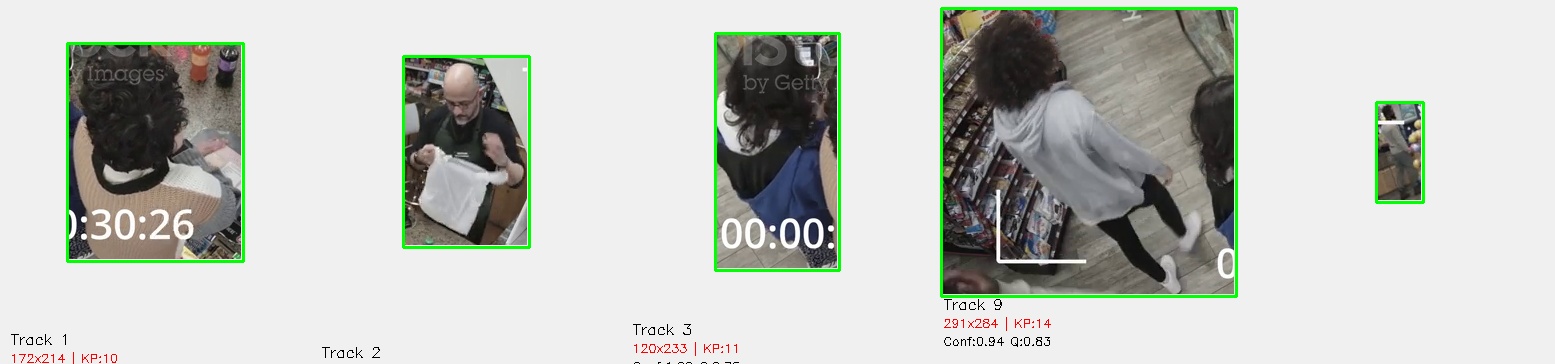 y Images
0:30:26
by Getty
00:00:
0
Track 1
172x214 | KP:10
Track 2
Track 3
120x233 | KP:11
Track 9
291x284 | KP:14
Conf:0.94 Q:0.83